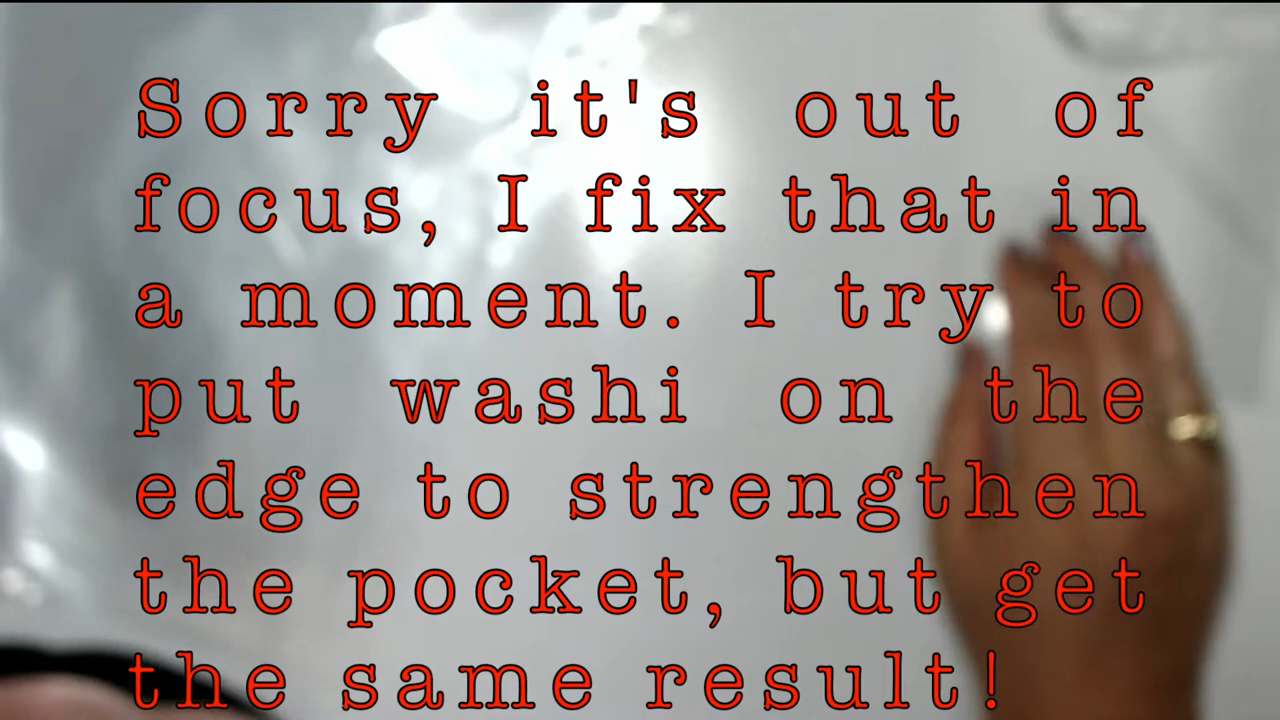 Sorry it's out of
focus, I fix that in
a moment. I try to
put washi on the
edge to strengthen
the pocket, but get
the same result!